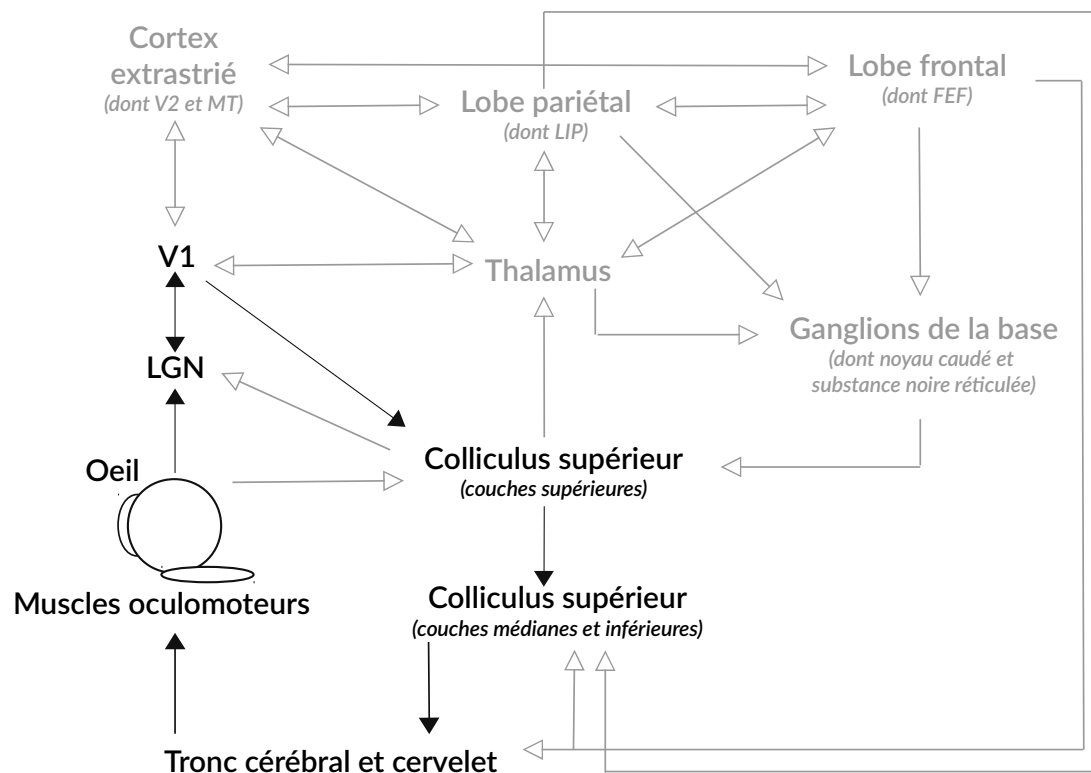 Cortex
extrastrié
(dont V2 et MT)
Lobe pariétal
(dont LIP)
Lobe frontal
(dont FEF)
V1
Thalamus
LGN
Ganglions de la base
(dont noyau caudé et
substance noire réticulée)
Oeil
Colliculus supérieur
(couches supérieures)
Muscles oculomoteurs
Colliculus supérieur
(couches médianes et inférieures)
Tronc cérébral et cervelet